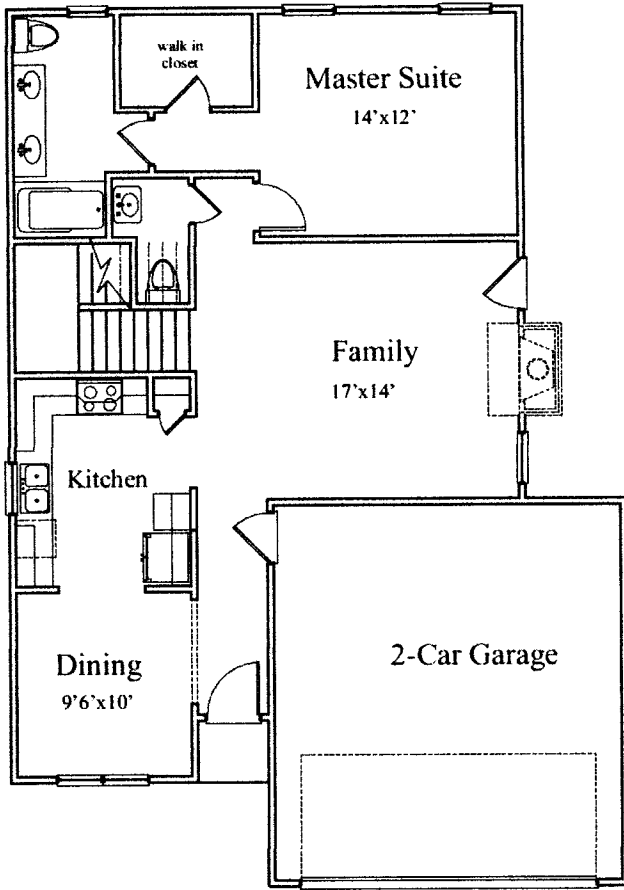 walk in
closet
Master Suite
14'x12'
Family
17'x14'
Kitchen
Dining
9'6'x10'
2-Car Garage